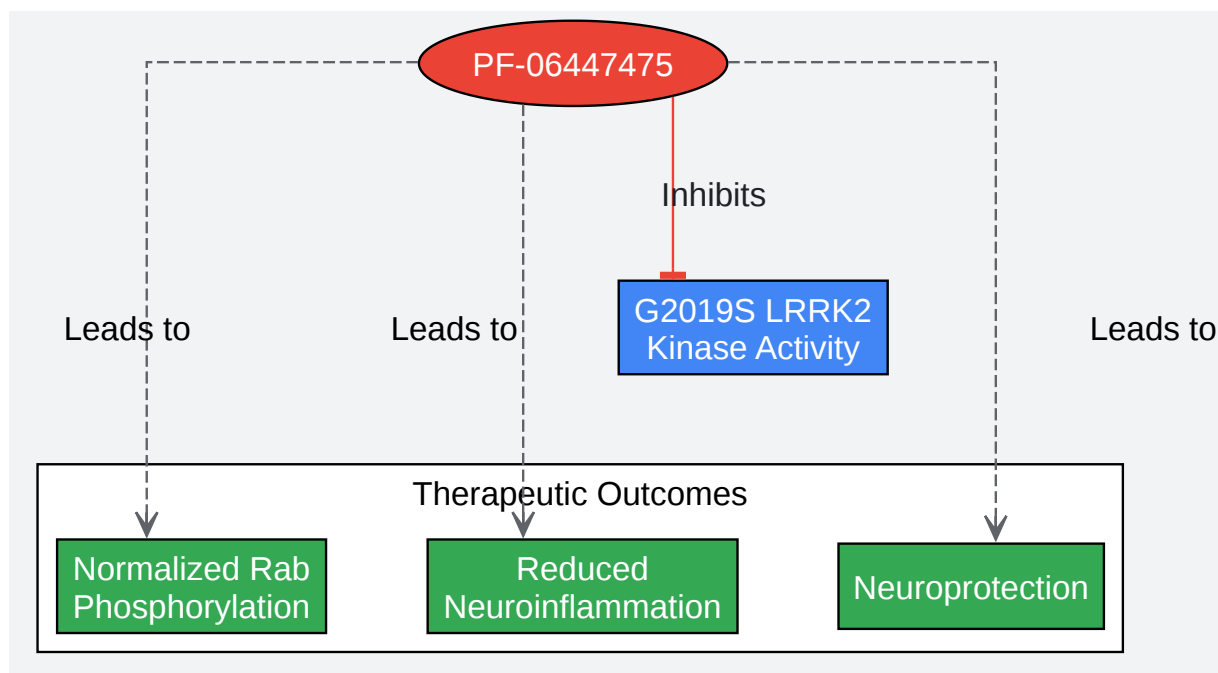 PF-06447475
Inhibits
G2019S LRRK2
Kinase Activity
Leads to
Leads to
Leads to
Therapeutic Outcomes
Normalized Rab
Phosphorylation
Reduced
Neuroinflammation
Neuroprotection